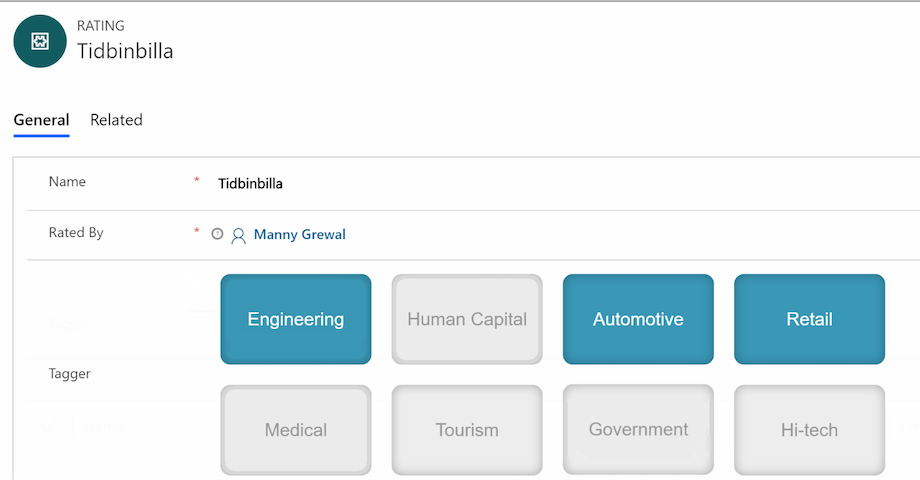 RATING
Tidbinbilla
General Related
Name * Tidbinbilla
Rated By * ? Manny Grewal
Engineering Human Capital Automotive Retail
Tagger
Medical Tourism Government Hi-tech